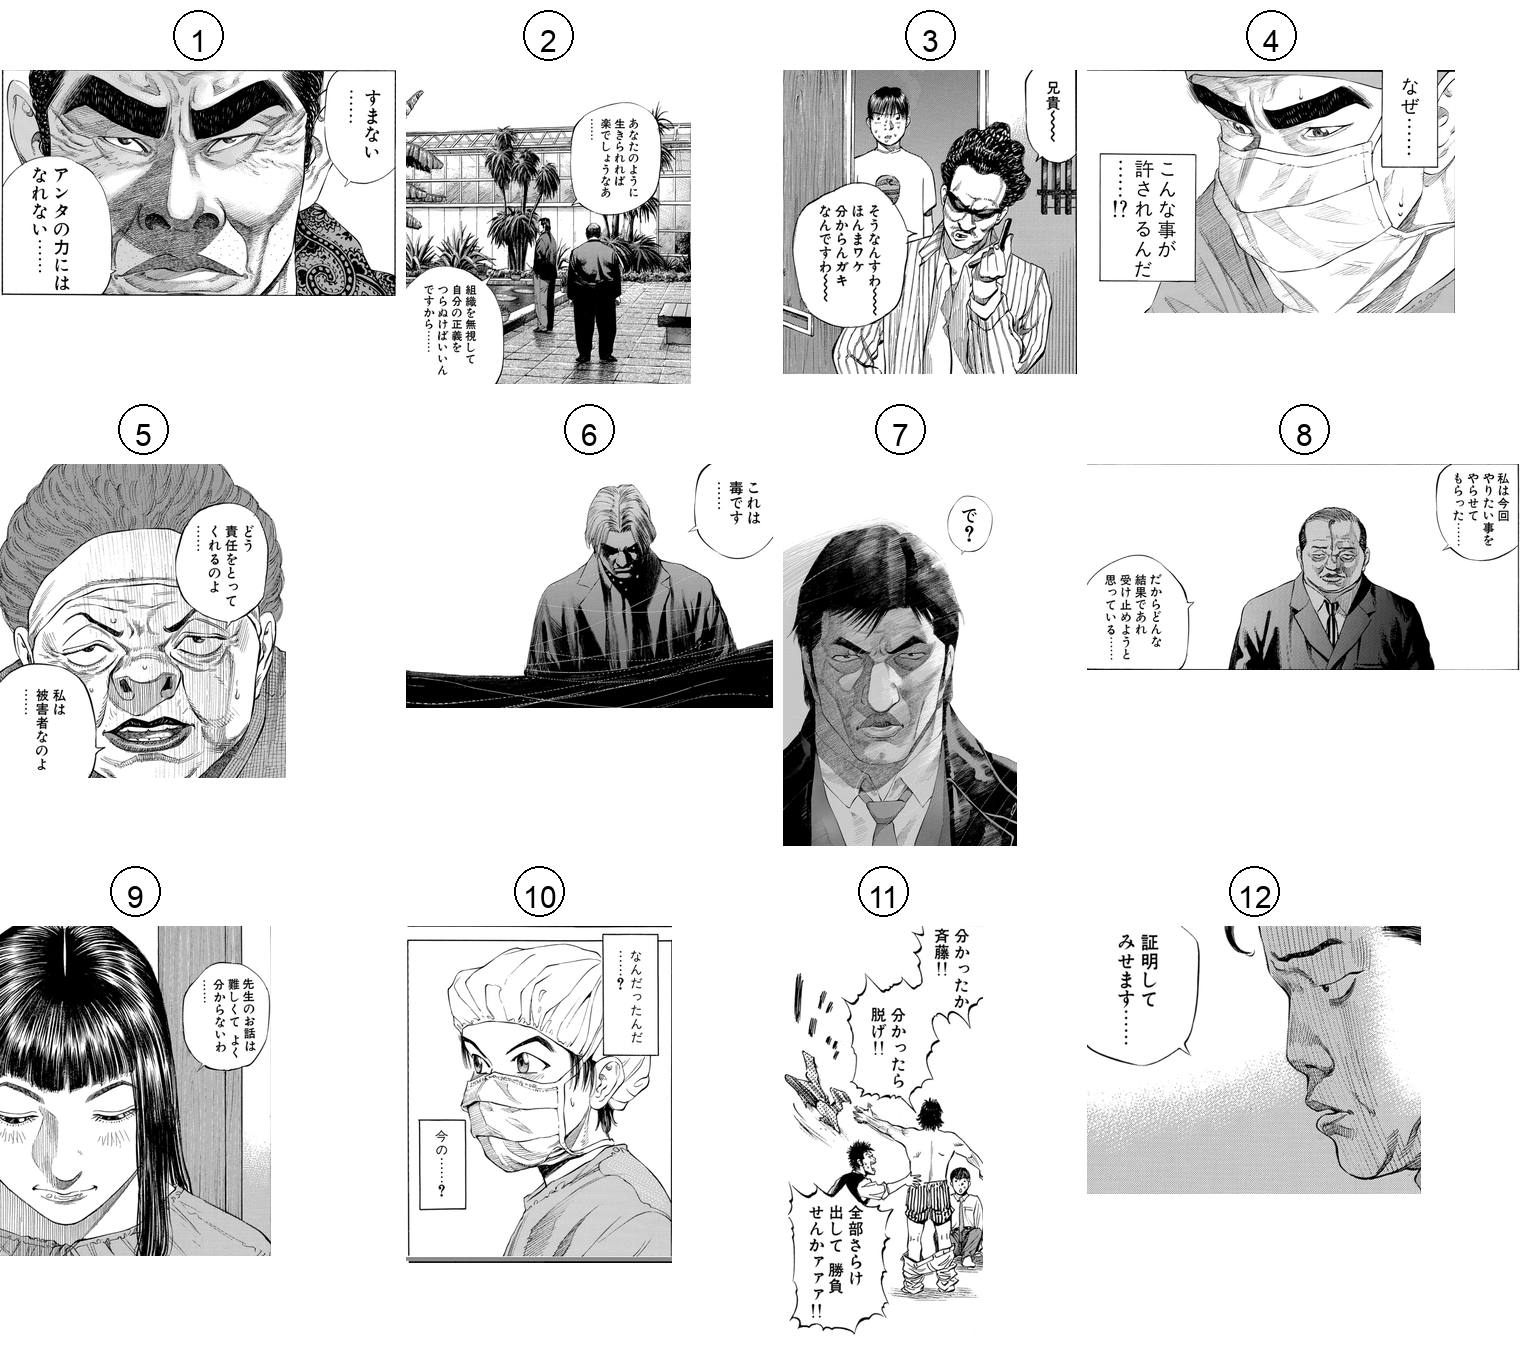 1
すまない
……
アンタの力には
なれない……
2
あなたのように
生きられれば
楽でしょうなあ
……
組織を無視して
自分の正義を
つらぬけばいいん
ですから……
3
兄貴〜〜〜
そうなんすわ〜〜
ほんまワケ
分からんガキ
なんですわ〜〜
4
なぜ……
こんな事が
許されるんだ
……!?
5
どう
責任をとって
くれるのよ
……
私は
被害者なのよ
……
6
これは
毒です
……
7
で?
8
私は今回
やりたい事を
やらせて
もらった……
だからどんな
結果であれ
受け止めようと
思っている……
9
先生のお話は
難しくて よく
分からないわ
……
10
なんだったんだ
……?
今の……?
11
分かったか
斉藤!!
分かったら
脱げ!!
全部さらけ
出して 勝負
せんかァァァ!!
12
証明して
みせます……